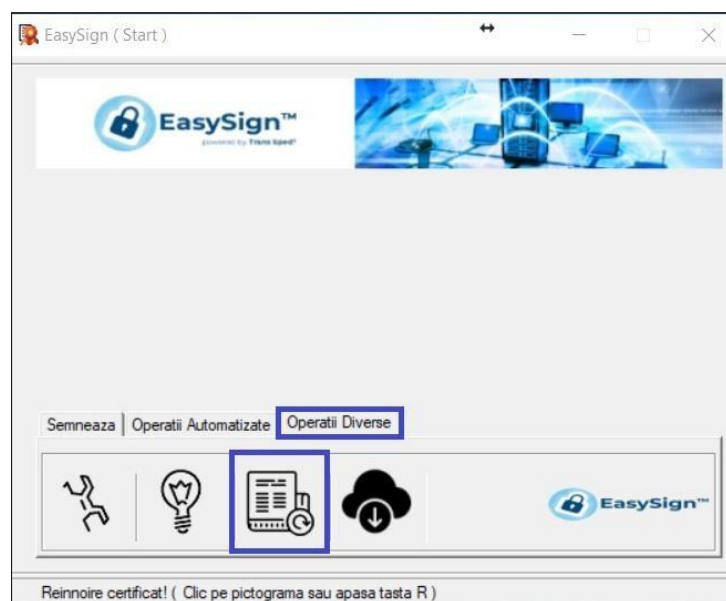 EasySign ( Start )
EasySign™
powered by Trans Sped®
Semneaza
Operatii Automatizate
Operatii Diverse
EasySign™
Reinnoire certificat! ( Clic pe pictograma sau apasa tasta R )